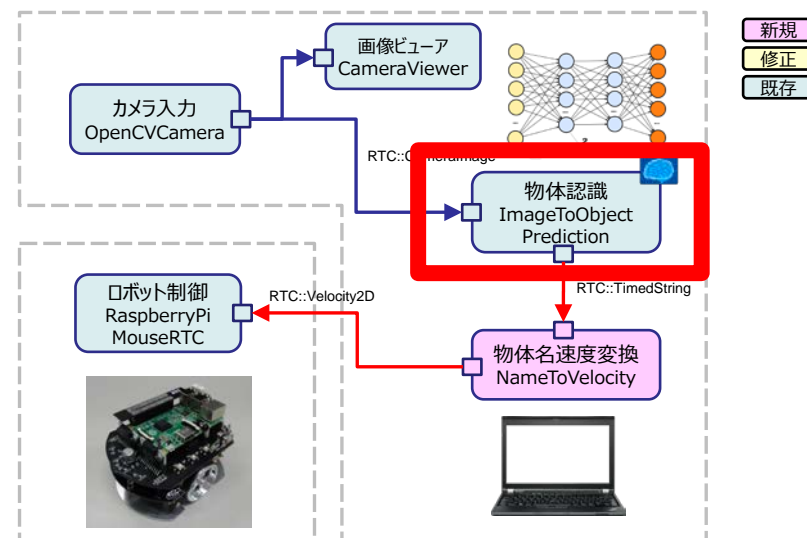 画像ビューア
CameraViewer
カメラ入力
OpenCVCamera
新規
修正
既存
物体認識
ImageToObject
Prediction
RTC::TimedString
ロボット制御
RaspberryPi
MouseRTC
RTC::Velocity2D
物体名速度変換
NameToVelocity